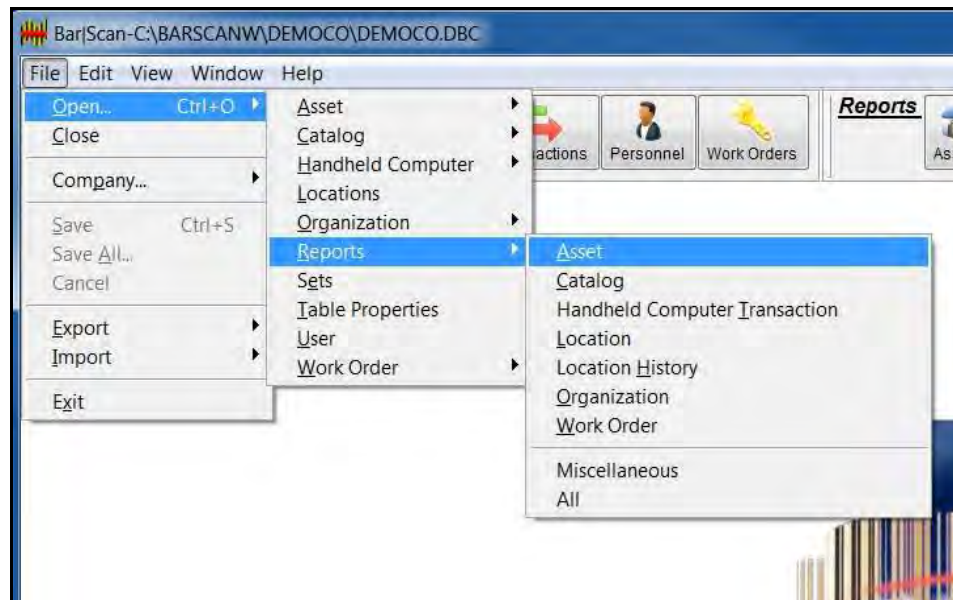 Bar|Scan-C:\BARSCANW\DEMOCO\DEMOCO.DBC
File Edit View Window Help
Open... Ctrl+O
Close
Company...
Save Ctrl+S
Save All...
Cancel
Export
Import
Exit
Asset
Catalog
Handheld Computer
Locations
Organization
Reports
Sets
Table Properties
User
Work Order
Asset
Catalog
Handheld Computer Transaction
Location
Location History
Organization
Work Order
Miscellaneous
All
Personnel
Work Orders
Reports